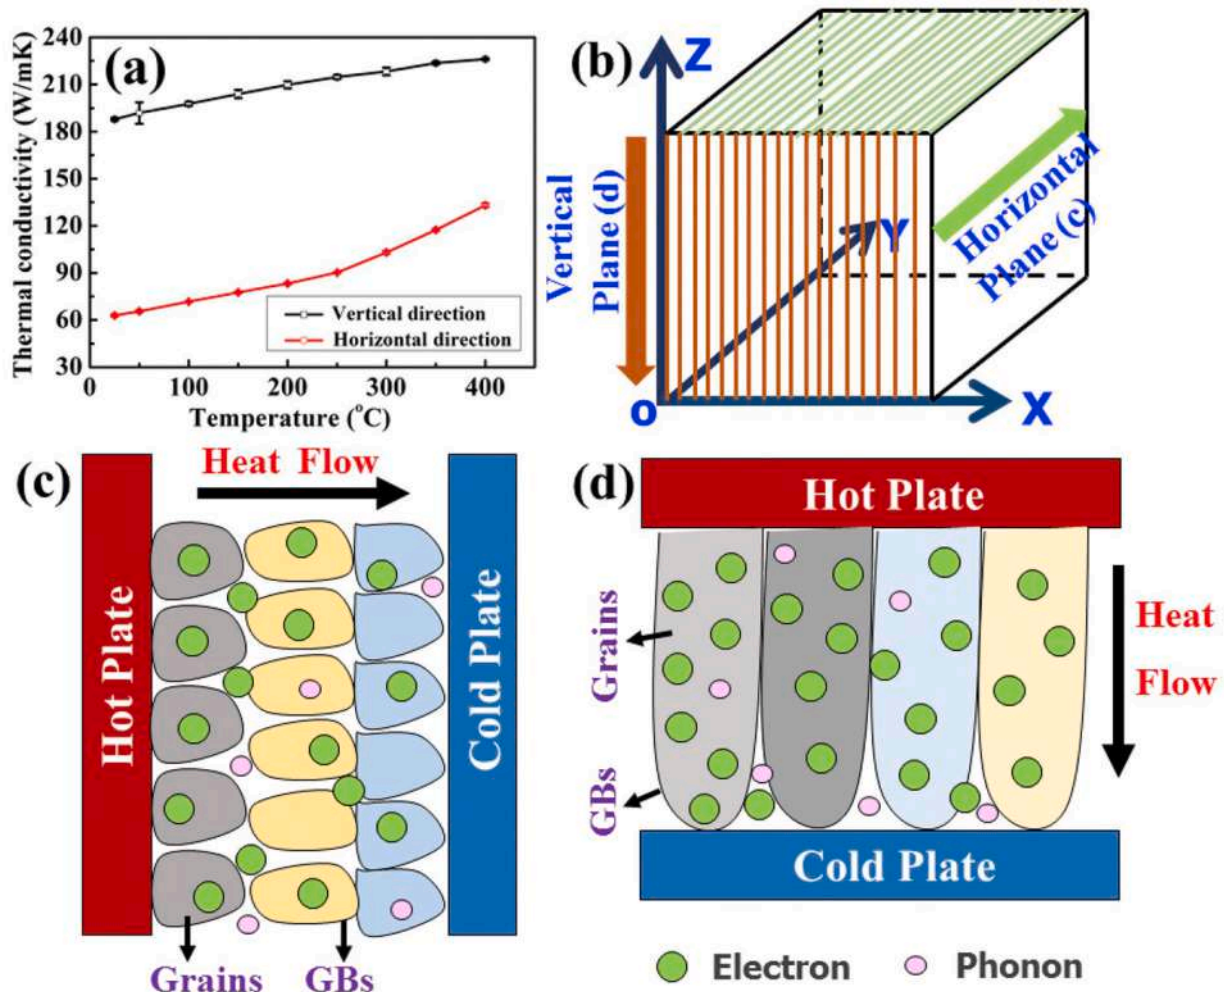 (a)
Thermal conductivity (W/mK)
240
210
180
150
120
90
60
30
0
100
200
300
400
Temperature (°C)
Vertical direction
Horizontal direction
(b)
Z
Y
X
O
Vertical
Plane (d)
Horizontal
Plane (c)
(c)
Heat Flow
Hot Plate
Cold Plate
Grains
GBs
(d)
Hot Plate
Grains
GBs
Heat
Flow
Cold Plate
Electron
Phonon